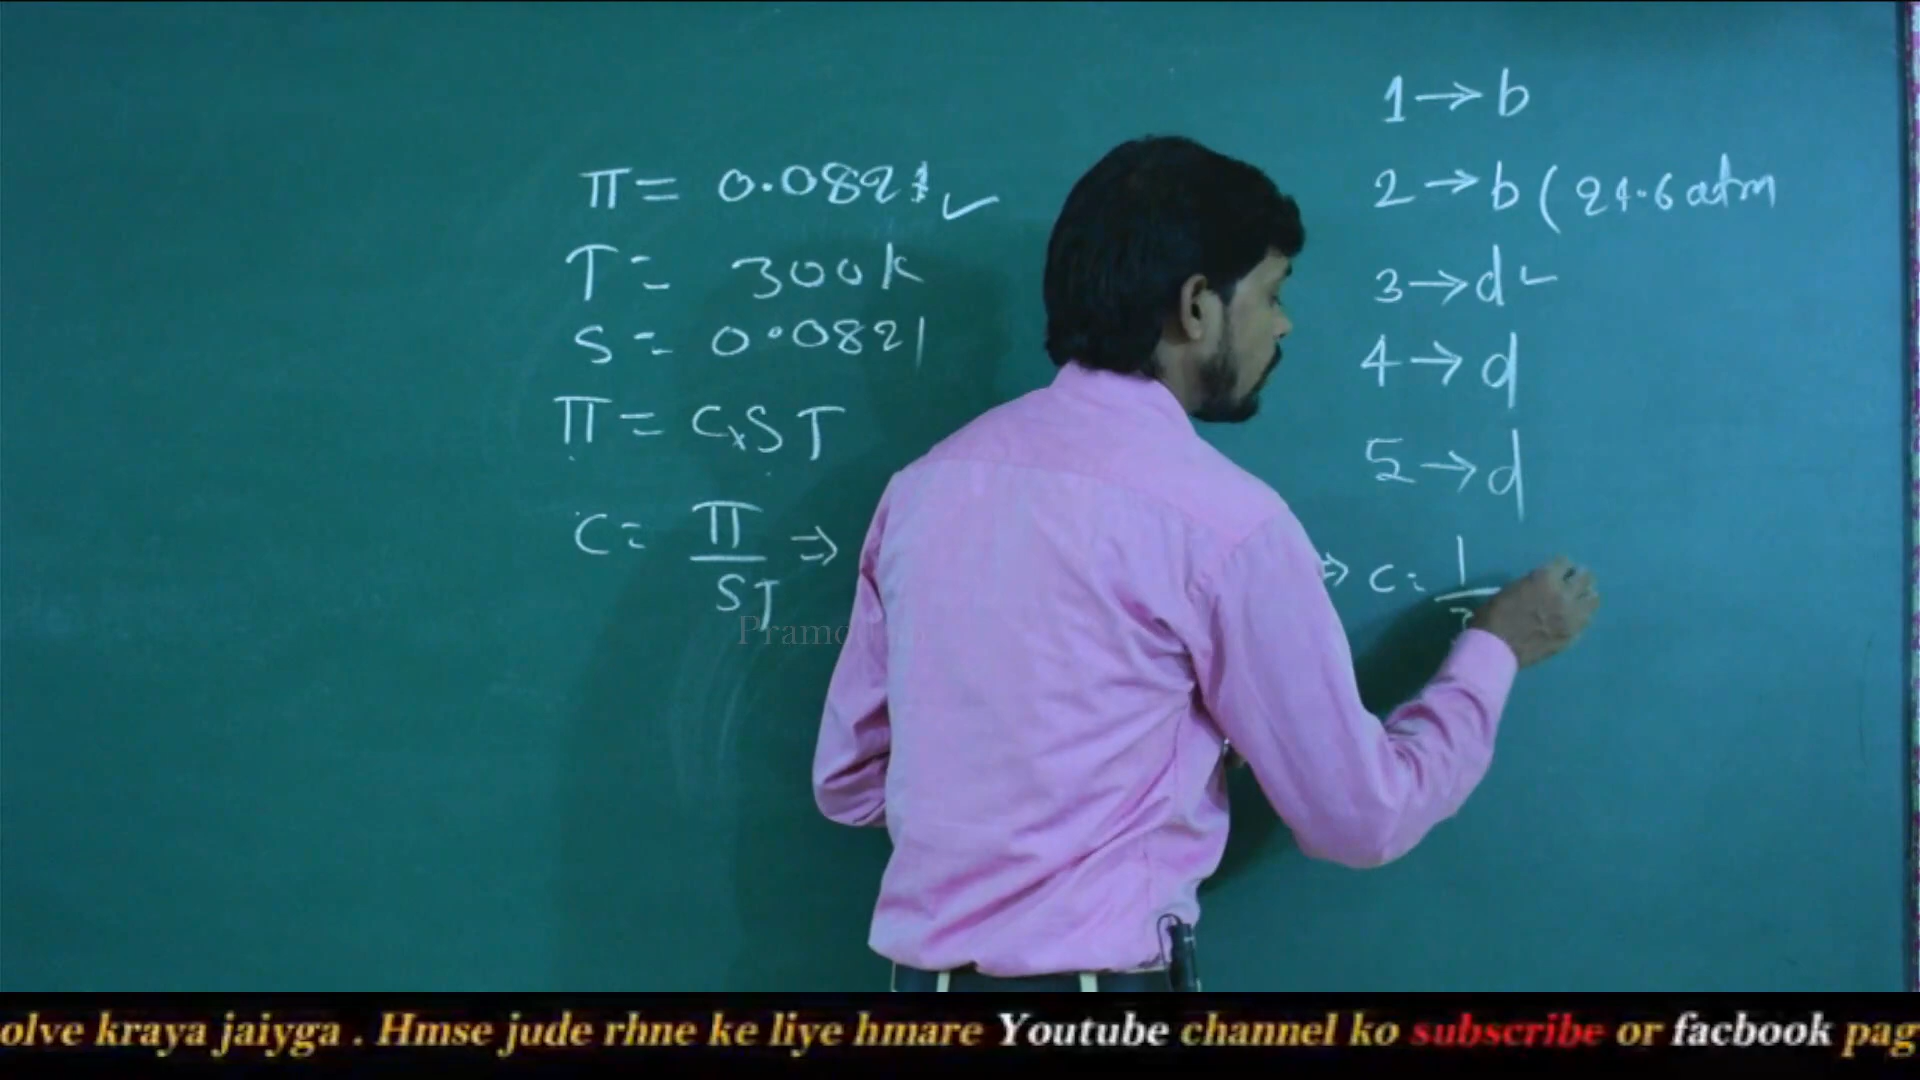 π = 0.0821 ✓
T = 300K
S = 0.0821
π = C×ST
C = π/ST ⇒
1 → b
2 → b (24.6 atm
3 → d ✓
4 → d
5 → d
⇒ C = 1/3
olve kraya jaiyga . Hmse jude rhne ke liye hmare Youtube channel ko subscribe or facbook pag